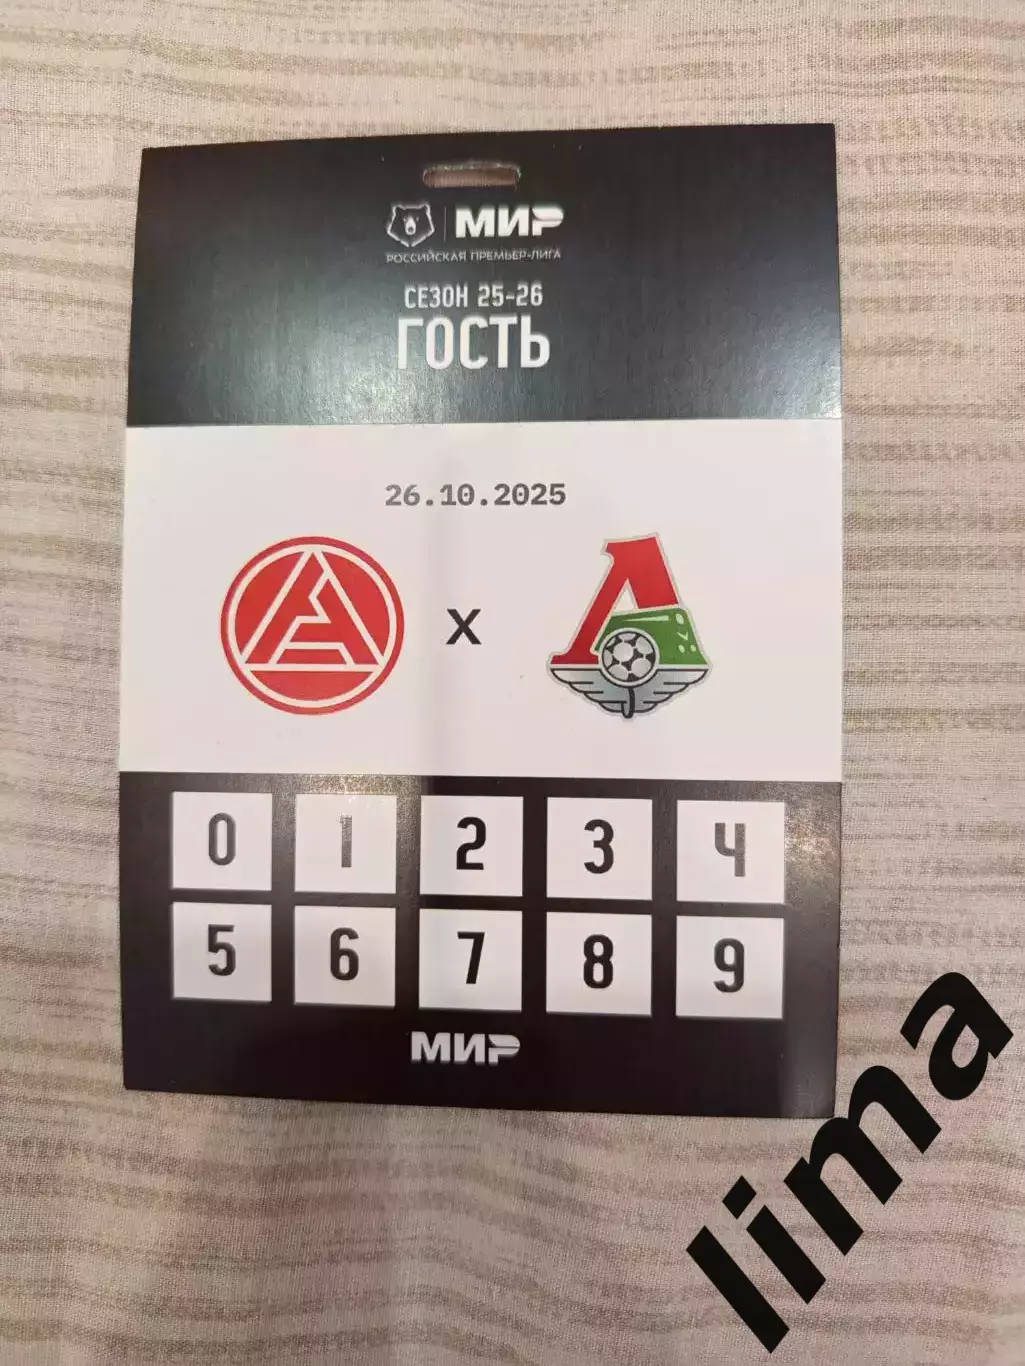 МИР
РОССИЙСКАЯ ПРЕМЬЕР-ЛИГА
СЕЗОН 25-26
ГОСТЬ
26.10.2025
X
0 1 2 3 4
5 6 7 8 9
МИР
lima